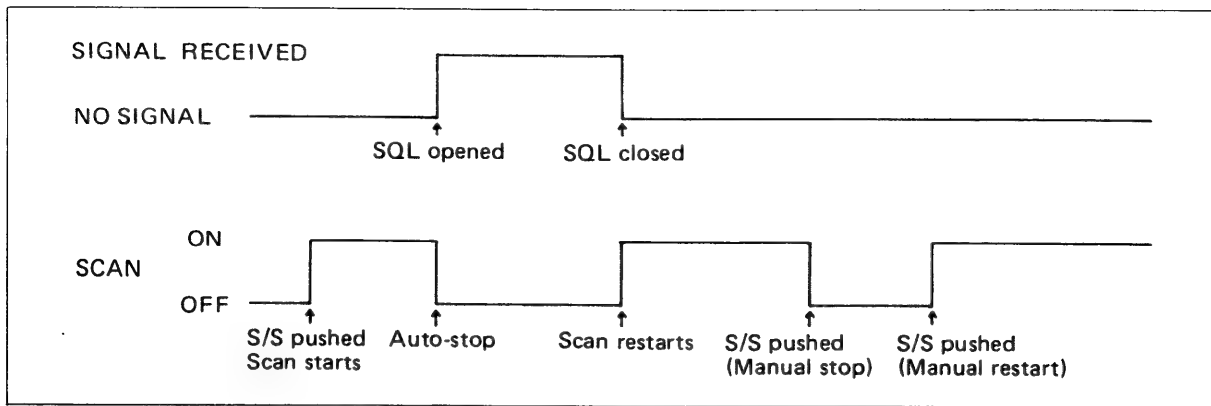 SIGNAL RECEIVED
NO SIGNAL
SQL opened
SQL closed
ON
SCAN
OFF
S/S pushed
Scan starts
Auto-stop
Scan restarts
S/S pushed
(Manual stop)
S/S pushed
(Manual restart)